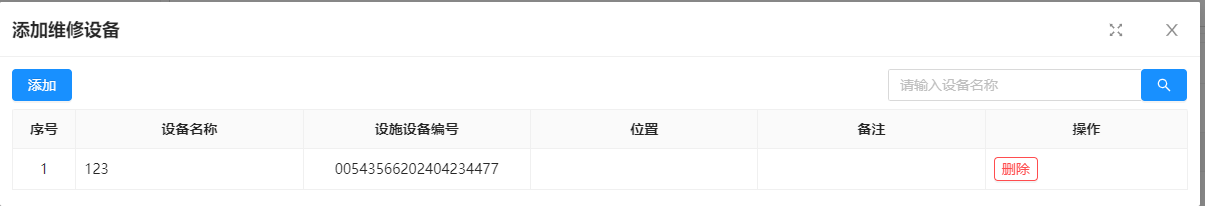 添加维修设备
添加 请输入设备名称
序号 设备名称 设施设备编号 位置 备注 操作
1 123 00543566202404234477 删除